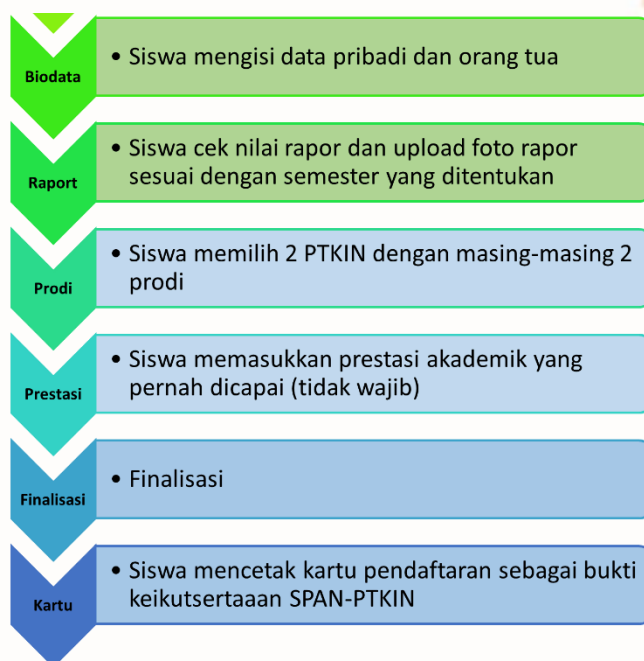 Biodata
• Siswa mengisi data pribadi dan orang tua
Raport
• Siswa cek nilai rapor dan upload foto rapor
sesuai dengan semester yang ditentukan
Prodi
• Siswa memilih 2 PTKIN dengan masing-masing 2
prodi
Prestasi
• Siswa memasukkan prestasi akademik yang
pernah dicapai (tidak wajib)
Finalisasi
• Finalisasi
Kartu
• Siswa mencetak kartu pendaftaran sebagai bukti
keikutsertaaan SPAN-PTKIN